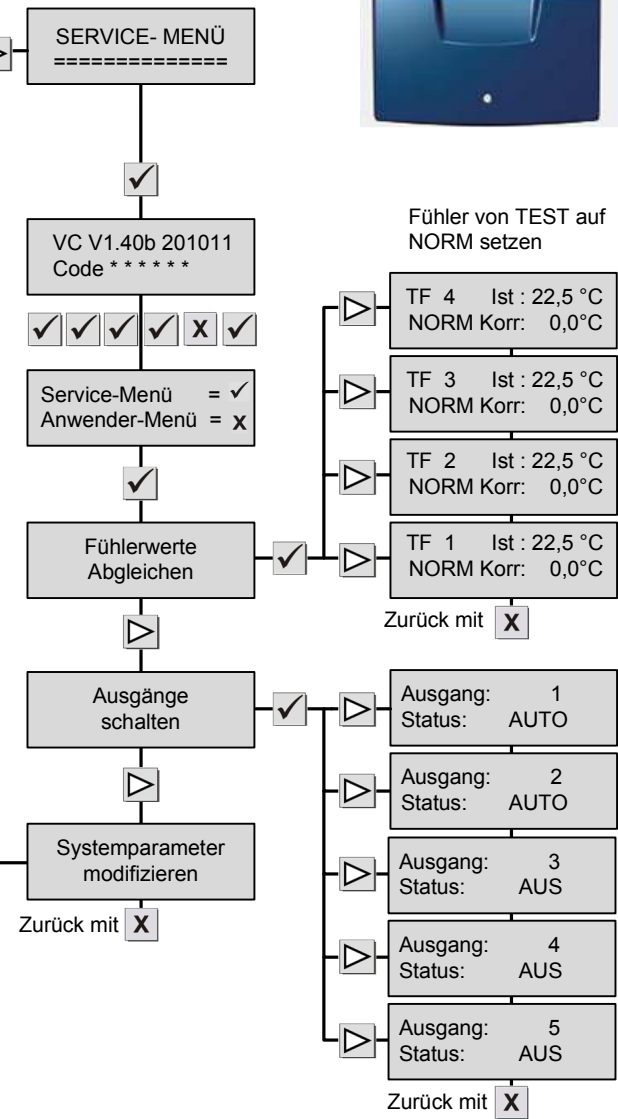 SERVICE- MENÜ
==============
VC V1.40b 201011
Code * * * * * *
✓ ✓ ✓ ✓ X ✓
Service-Menü = ✓
Anwender-Menü = X
Fühlerwerte
Abgleichen
Ausgänge
schalten
Systemparameter
modifizieren
Zurück mit X
Fühler von TEST auf
NORM setzen
TF 4 Ist : 22,5 °C
NORM Korr: 0,0°C
TF 3 Ist : 22,5 °C
NORM Korr: 0,0°C
TF 2 Ist : 22,5 °C
NORM Korr: 0,0°C
TF 1 Ist : 22,5 °C
NORM Korr: 0,0°C
Zurück mit X
Ausgang: 1
Status: AUTO
Ausgang: 2
Status: AUTO
Ausgang: 3
Status: AUS
Ausgang: 4
Status: AUS
Ausgang: 5
Status: AUS
Zurück mit X